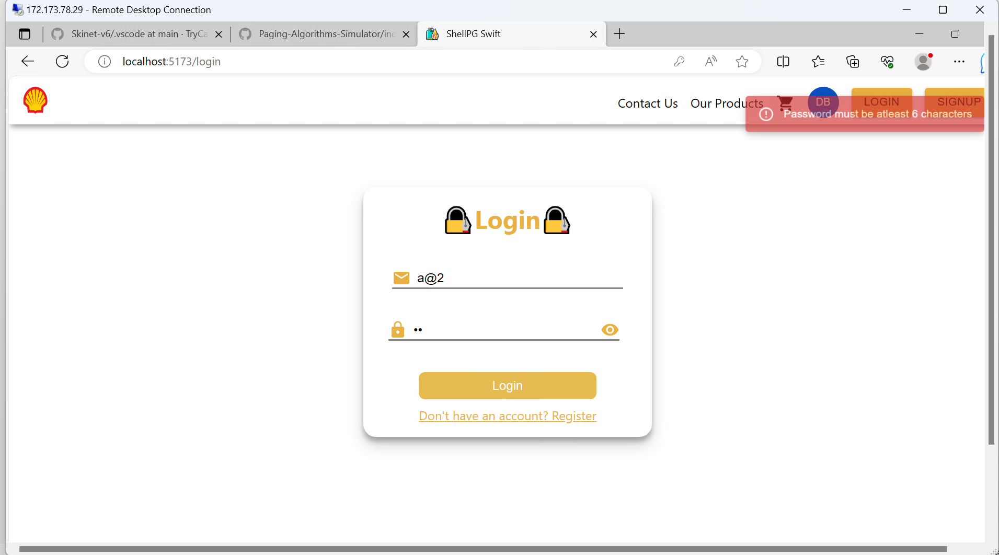 172.173.78.29 - Remote Desktop Connection
Skinet-v6/.vscode at main · TryCa
Paging-Algorithms-Simulator/inc
ShellPG Swift
localhost:5173/login
Contact Us
Our Products
DB
LOGIN
SIGNUP
Password must be atleast 6 characters
Login
a@2
••
Login
Don't have an account? Register